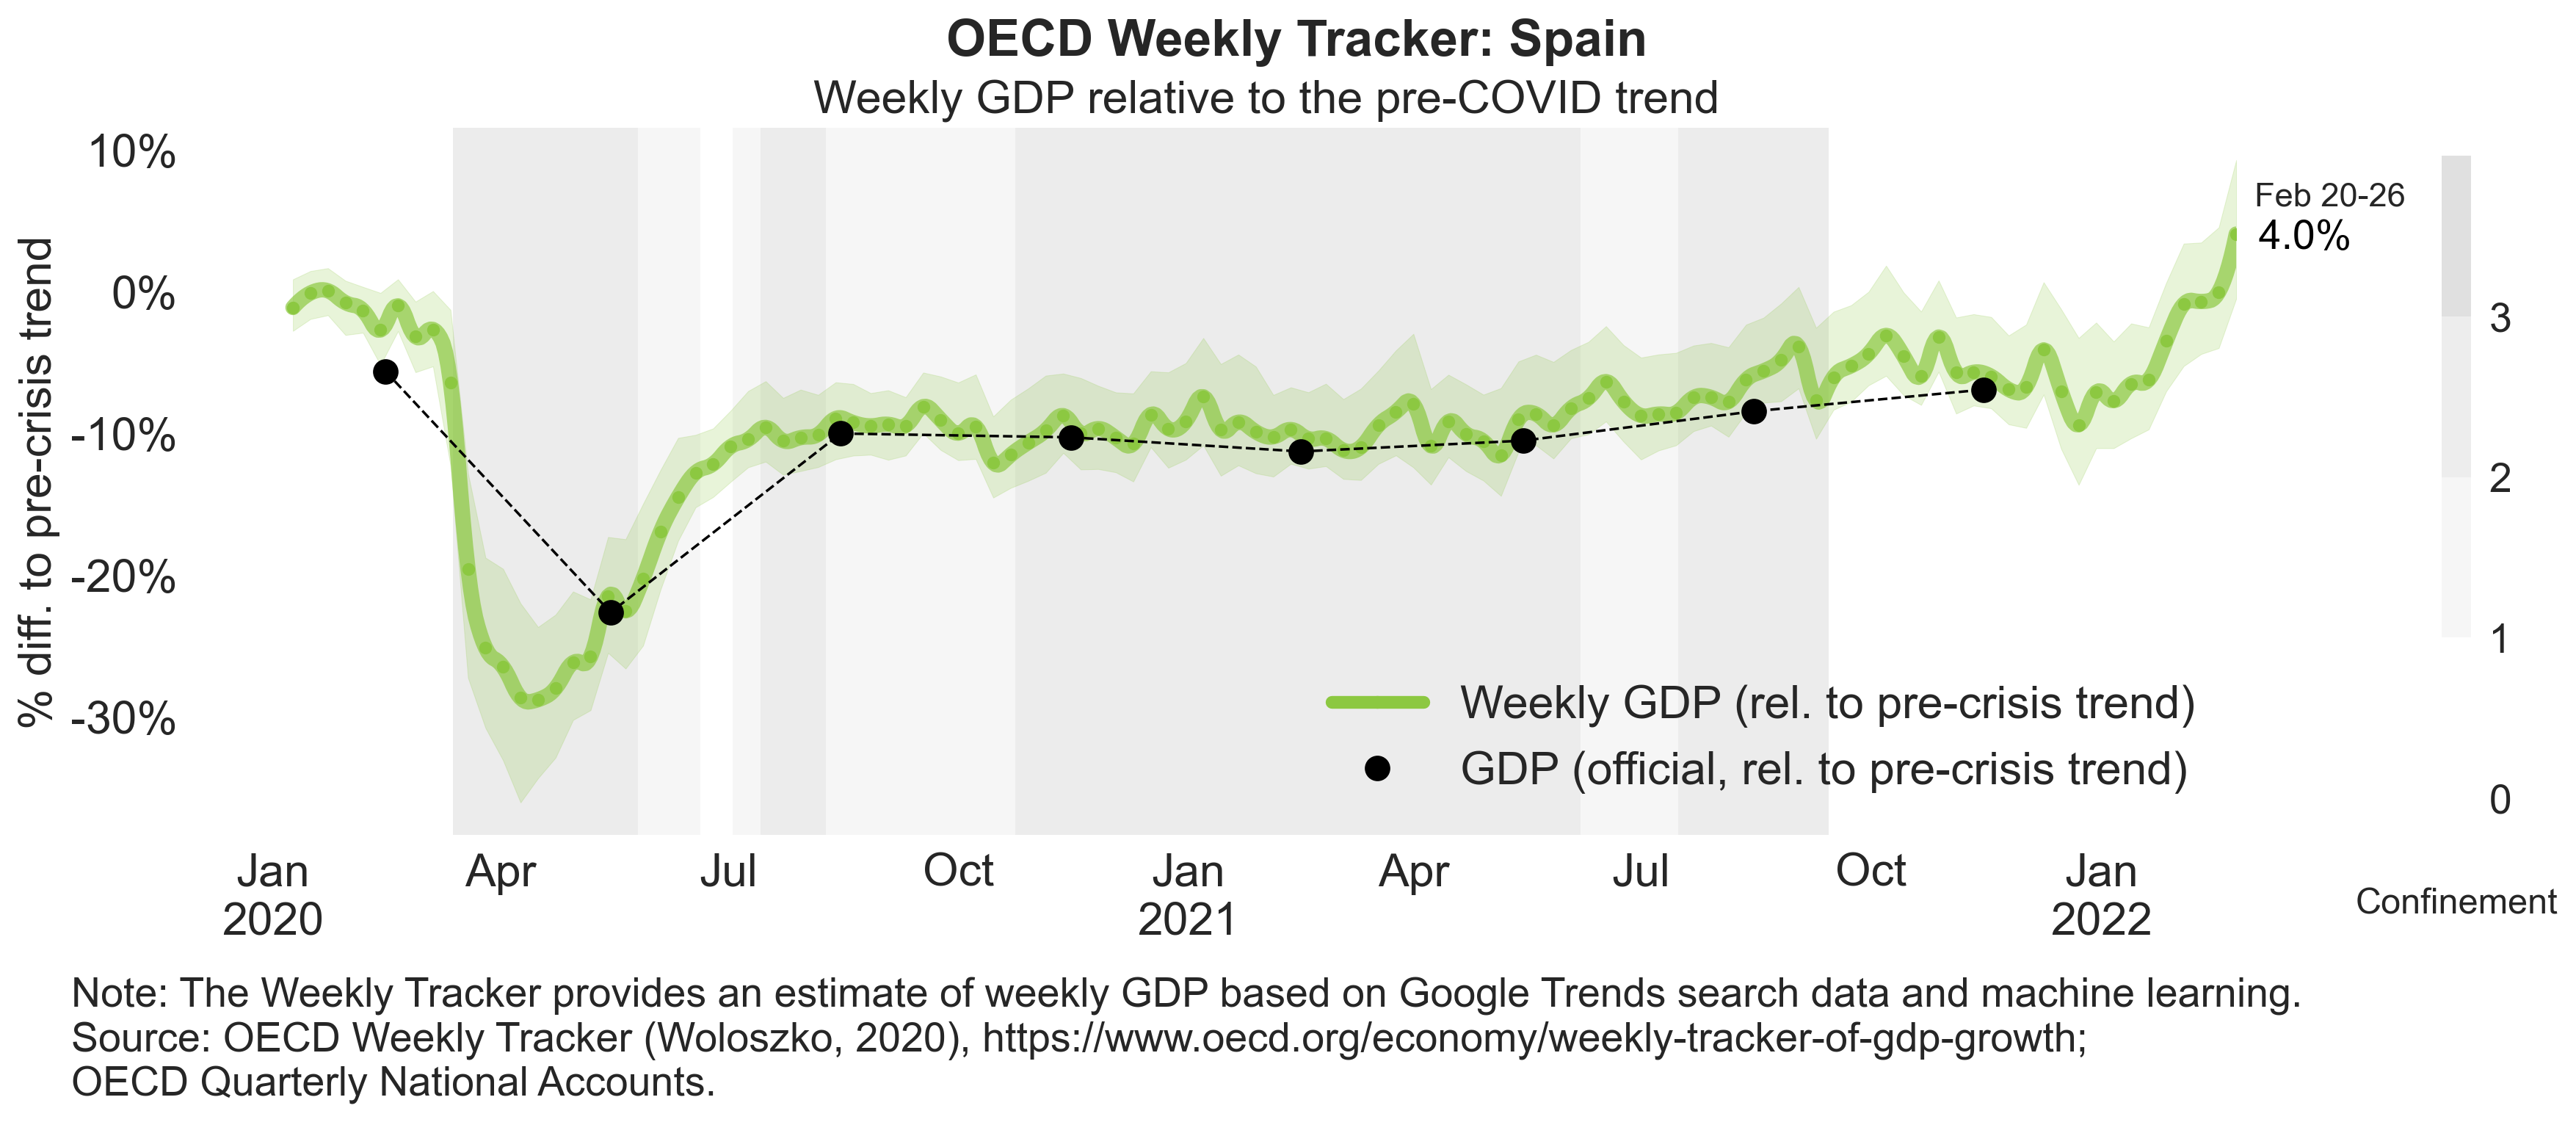 OECD Weekly Tracker: Spain
Weekly GDP relative to the pre-COVID trend
% diff. to pre-crisis trend
10%
0%
-10%
-20%
-30%
Feb 20-26
4.0%
3
2
1
0
Confinement
Weekly GDP (rel. to pre-crisis trend)
GDP (official, rel. to pre-crisis trend)
Jan Apr Jul Oct Jan Apr Jul Oct Jan
2020 2021 2022
Note: The Weekly Tracker provides an estimate of weekly GDP based on Google Trends search data and machine learning.
Source: OECD Weekly Tracker (Woloszko, 2020), https://www.oecd.org/economy/weekly-tracker-of-gdp-growth;
OECD Quarterly National Accounts.